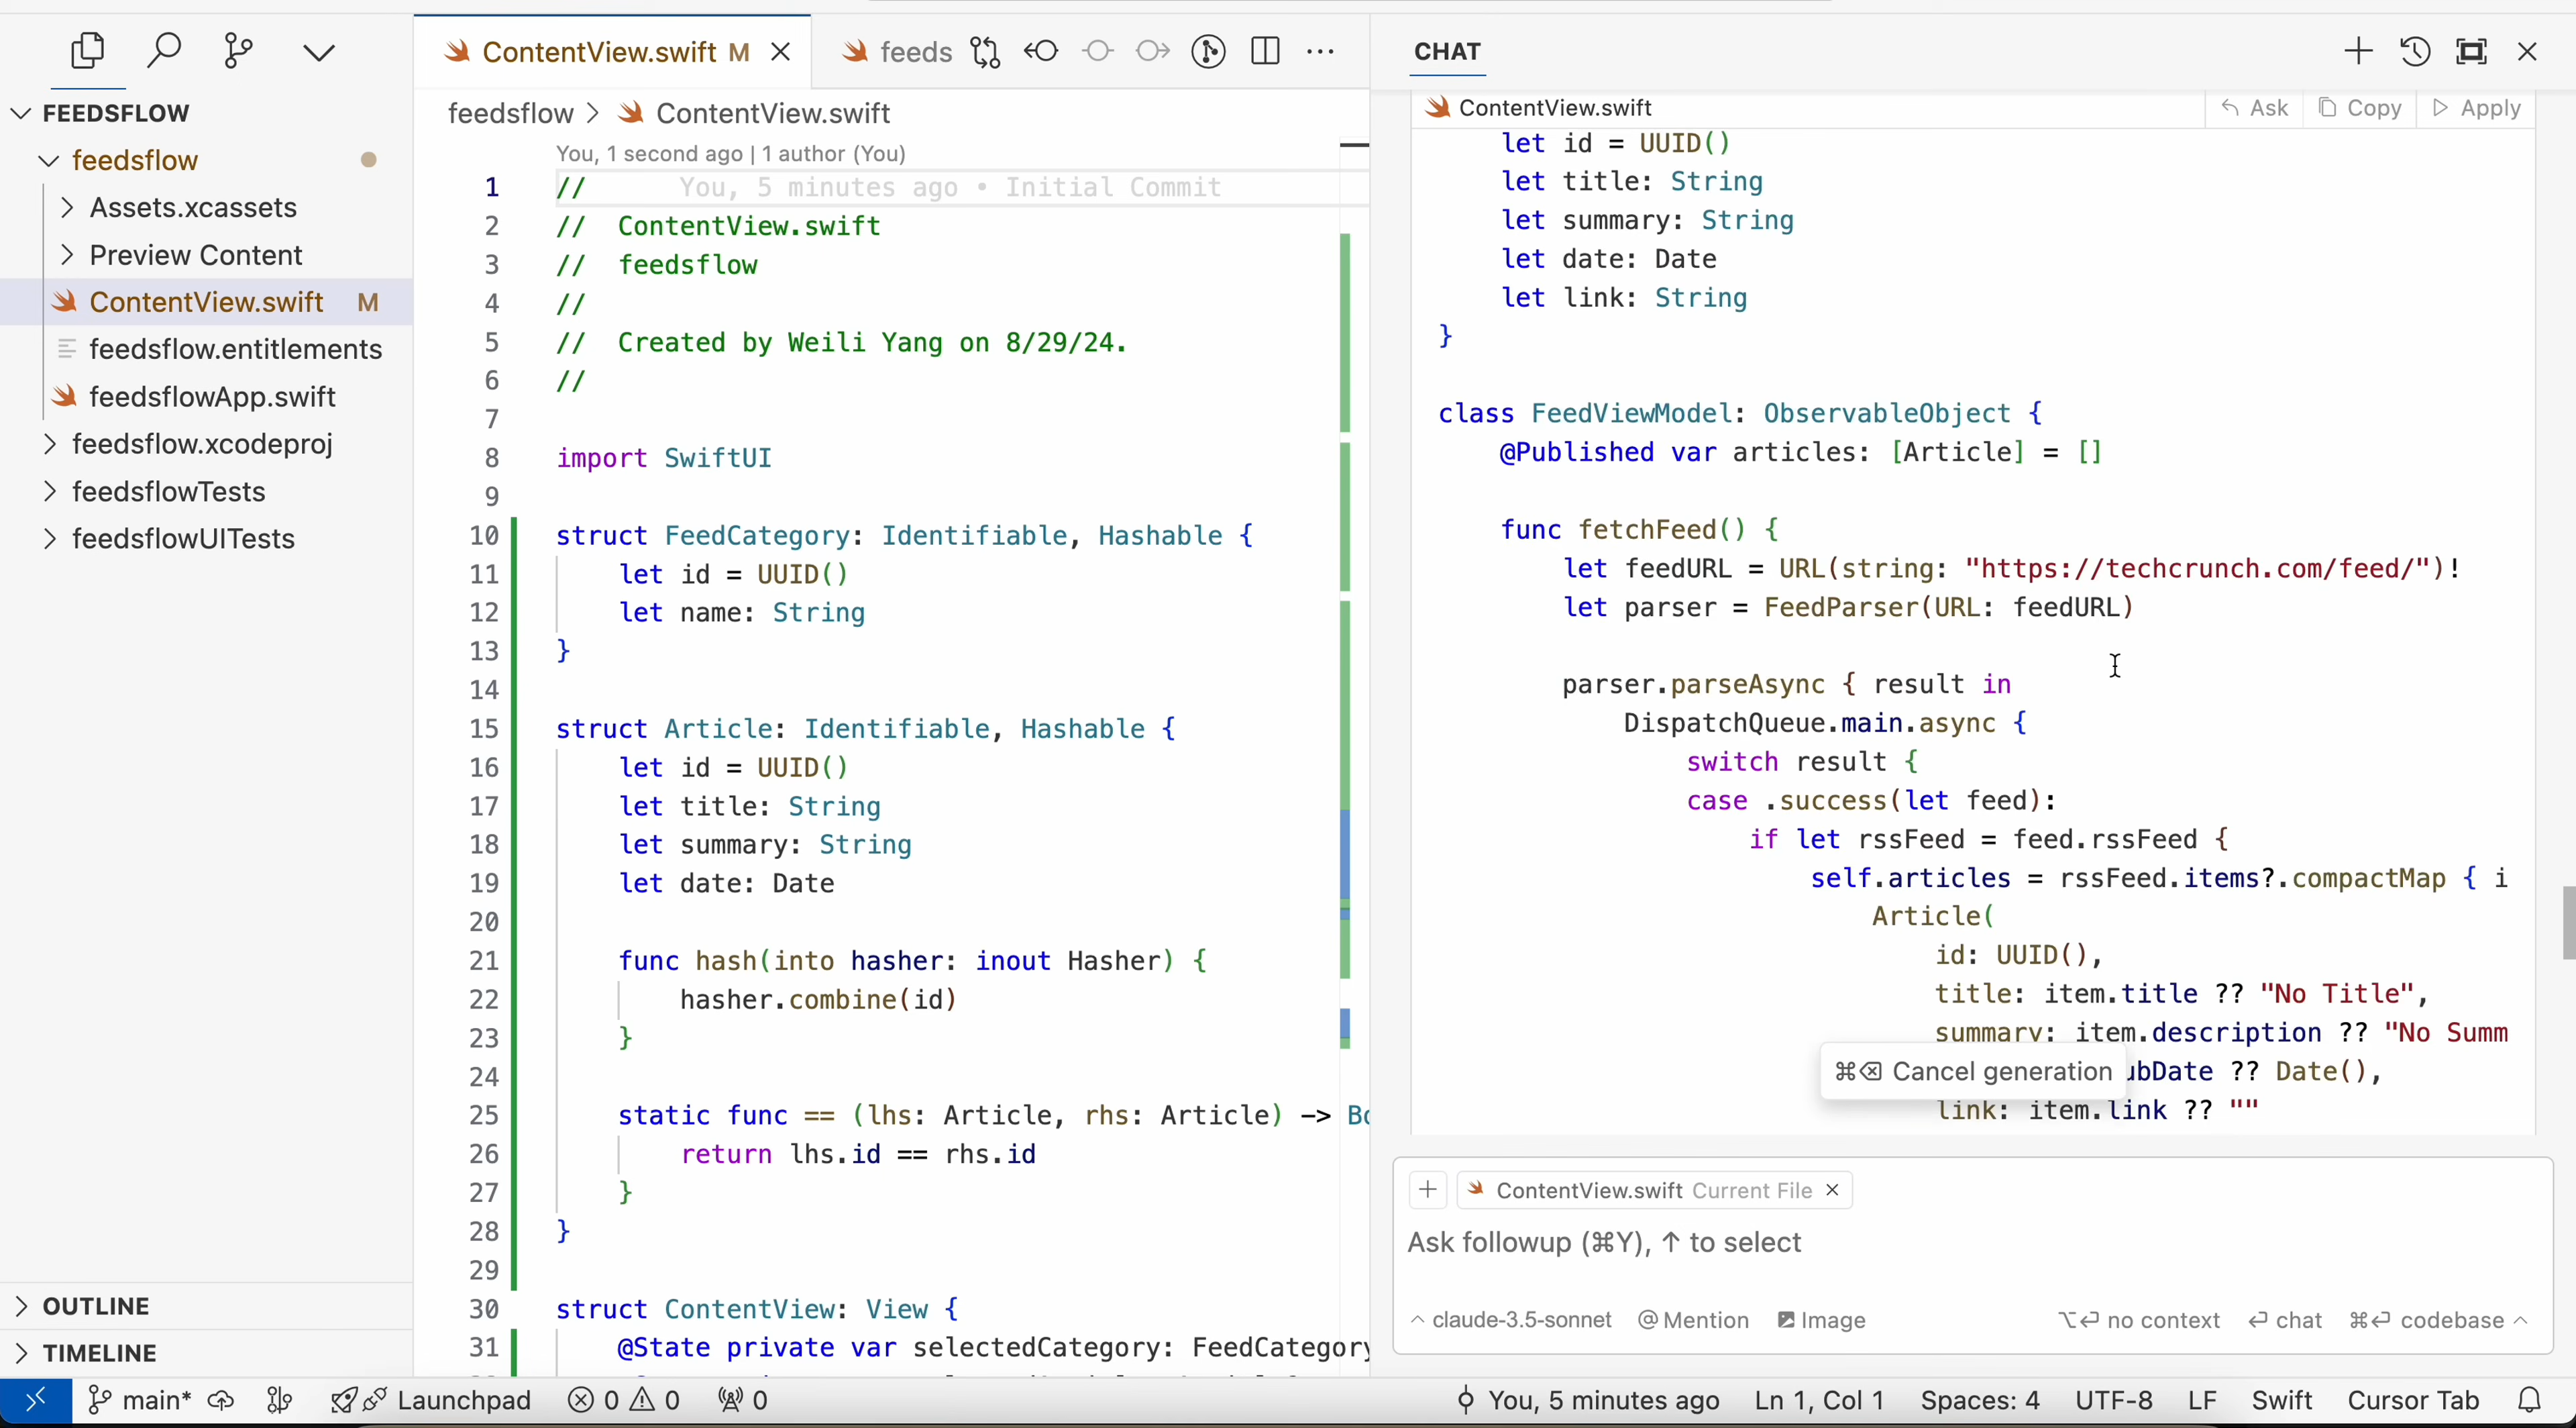 FEEDSFLOW
feedsflow
Assets.xcassets
Preview Content
ContentView.swift M
feedsflow.entitlements
feedsflowApp.swift
feedsflow.xcodeproj
feedsflowTests
feedsflowUITests
OUTLINE
TIMELINE
ContentView.swift M
feeds
feedsflow > ContentView.swift
You, 1 second ago | 1 author (You)
1 // You, 5 minutes ago • Initial Commit
2 // ContentView.swift
3 // feedsflow
4 //
5 // Created by Weili Yang on 8/29/24.
6 //
7
8 import SwiftUI
9
10 struct FeedCategory: Identifiable, Hashable {
11 let id = UUID()
12 let name: String
13 }
14
15 struct Article: Identifiable, Hashable {
16 let id = UUID()
17 let title: String
18 let summary: String
19 let date: Date
20
21 func hash(into hasher: inout Hasher) {
22 hasher.combine(id)
23 }
24
25 static func == (lhs: Article, rhs: Article) -> Bo
26 return lhs.id == rhs.id
27 }
28 }
29
30 struct ContentView: View {
31 @State private var selectedCategory: FeedCategory
CHAT
ContentView.swift Ask Copy Apply
let id = UUID()
let title: String
let summary: String
let date: Date
let link: String
}
class FeedViewModel: ObservableObject {
@Published var articles: [Article] = []
func fetchFeed() {
let feedURL = URL(string: "https://techcrunch.com/feed/")!
let parser = FeedParser(URL: feedURL)
parser.parseAsync { result in
DispatchQueue.main.async {
switch result {
case .success(let feed):
if let rssFeed = feed.rssFeed {
self.articles = rssFeed.items?.compactMap { i
Article(
id: UUID(),
title: item.title ?? "No Title",
summary: item.description ?? "No Summ
⌘⌫ Cancel generation ubDate ?? Date(),
link: item.link ?? ""
+ ContentView.swift Current File ×
Ask followup (⌘Y), ↑ to select
claude-3.5-sonnet @ Mention Image ⌥⏎ no context ⏎ chat ⌘⏎ codebase
main* Launchpad 0 0 0 You, 5 minutes ago Ln 1, Col 1 Spaces: 4 UTF-8 LF Swift Cursor Tab